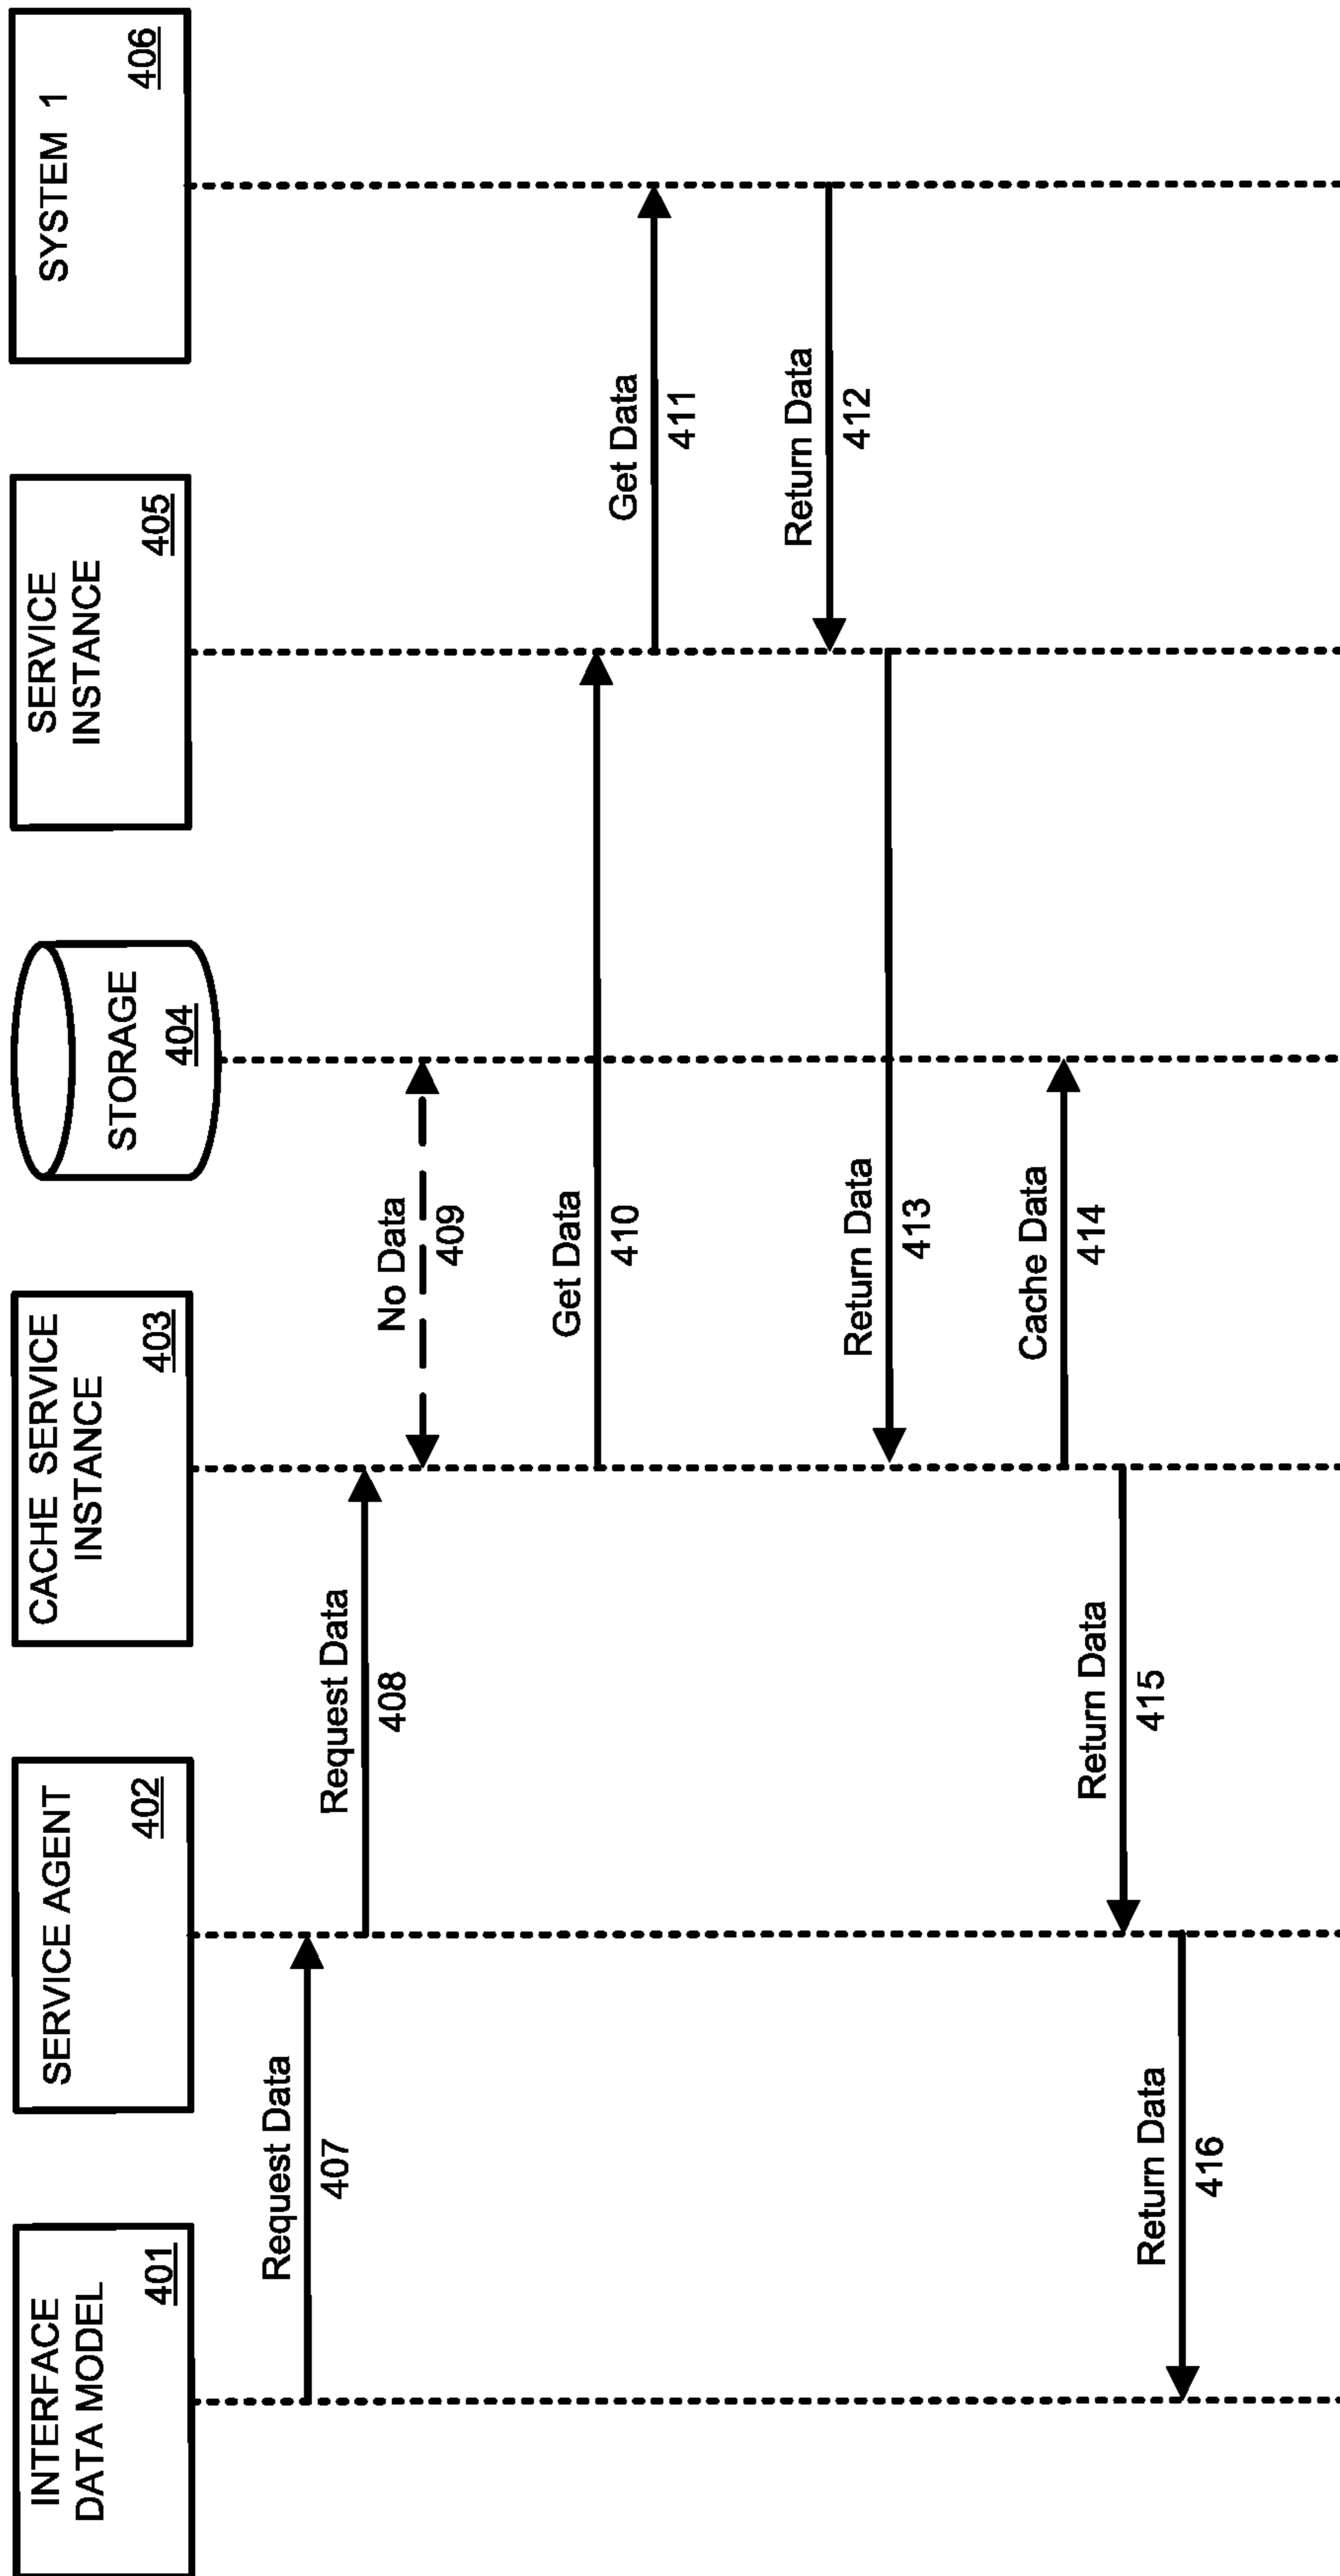 INTERFACE
DATA MODEL
401
SERVICE AGENT
402
CACHE SERVICE
INSTANCE
403
STORAGE
404
SERVICE
INSTANCE
405
SYSTEM 1
406
Request Data
407
Request Data
408
No Data
409
Get Data
410
Get Data
411
Return Data
412
Return Data
413
Cache Data
414
Return Data
415
Return Data
416